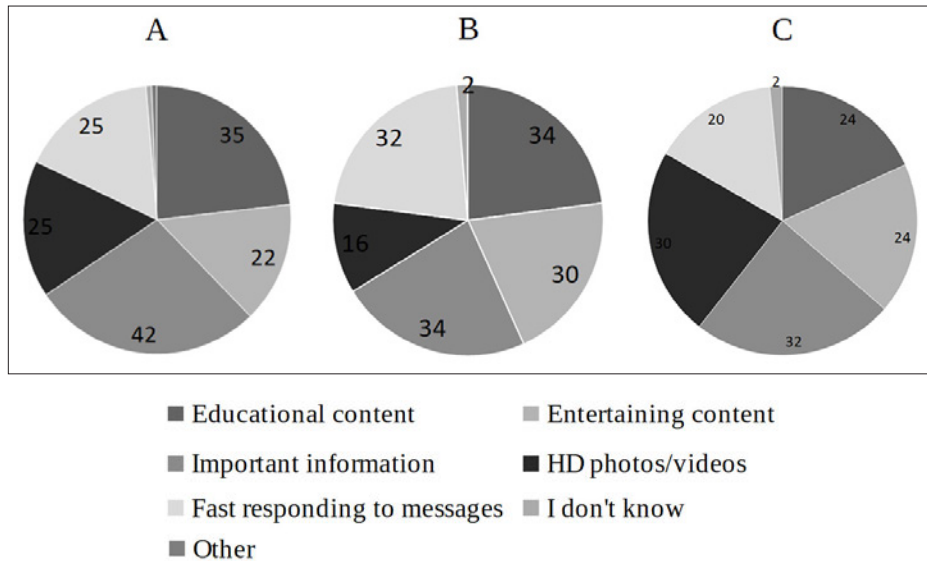 A B C
2 2
25 35 32 34 20 24
25 22 16 30 30 24
42 34 32
Educational content Entertaining content
Important information HD photos/videos
Fast responding to messages I don't know
Other